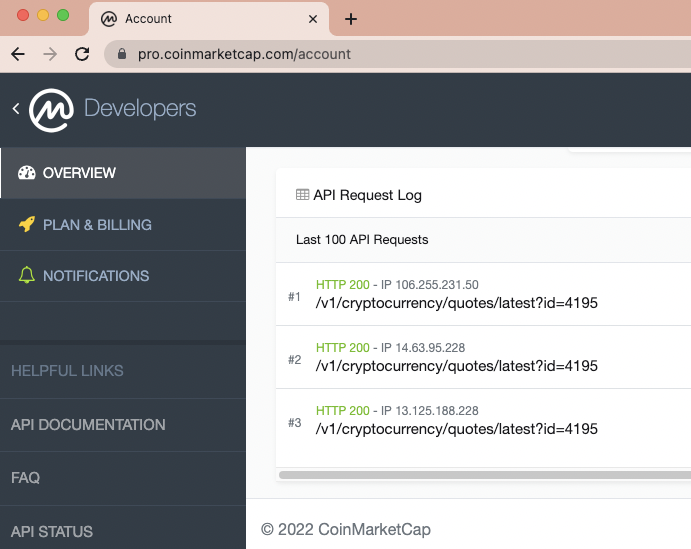 Account
pro.coinmarketcap.com/account
Developers
OVERVIEW
PLAN & BILLING
NOTIFICATIONS
HELPFUL LINKS
API DOCUMENTATION
FAQ
API STATUS
API Request Log
Last 100 API Requests
#1
HTTP 200 - IP 106.255.231.50
/v1/cryptocurrency/quotes/latest?id=4195
#2
HTTP 200 - IP 14.63.95.228
/v1/cryptocurrency/quotes/latest?id=4195
#3
HTTP 200 - IP 13.125.188.228
/v1/cryptocurrency/quotes/latest?id=4195
© 2022 CoinMarketCap